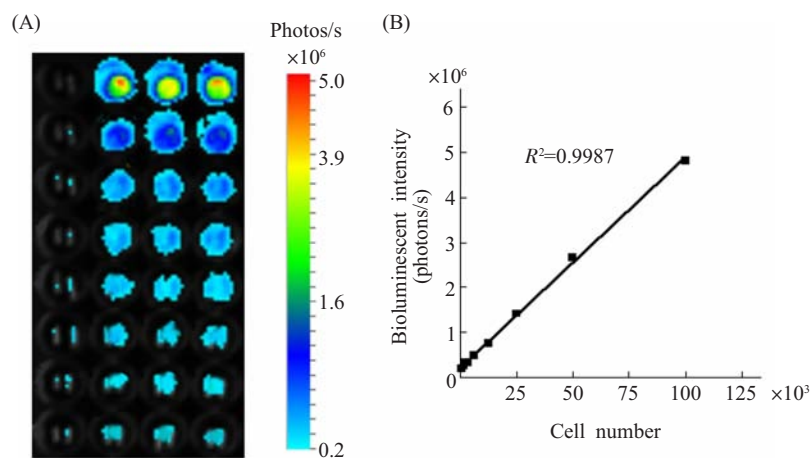 (A)
Photos/s
×10⁶
5.0
3.9
1.6
0.2
(B)
×10⁶
6
5
4
3
2
1
0
R²=0.9987
Bioluminescent intensity
(photons/s)
25 50 75 100 125 ×10³
Cell number